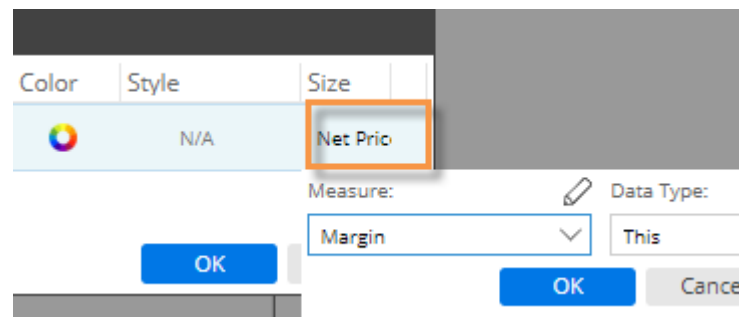 Color Style Size
N/A Net Pric
Measure: Data Type:
Margin This
OK
OK Cance